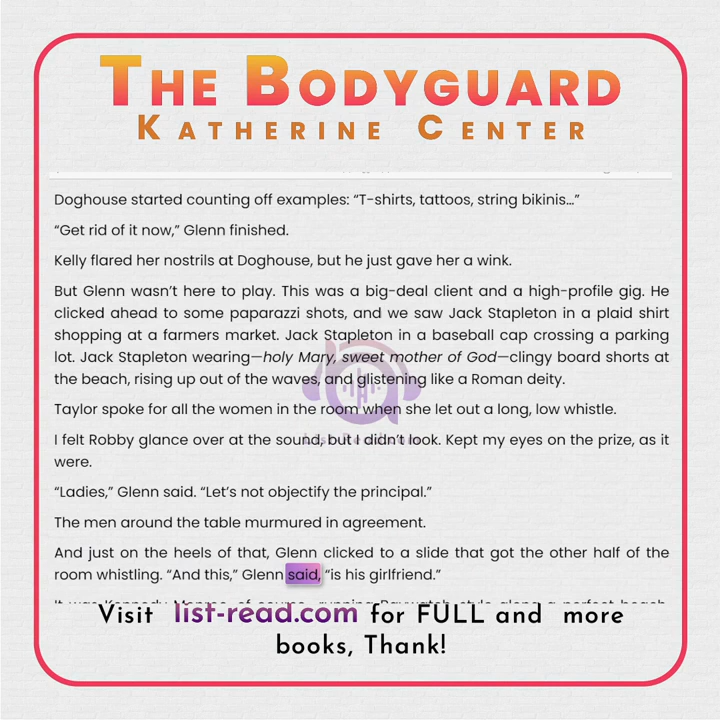 THE BODYGUARD
KATHERINE CENTER
Doghouse started counting off examples: “T-shirts, tattoos, string bikinis…”
“Get rid of it now,” Glenn finished.
Kelly flared her nostrils at Doghouse, but he just gave her a wink.
But Glenn wasn’t here to play. This was a big-deal client and a high-profile gig. He
clicked ahead to some paparazzi shots, and we saw Jack Stapleton in a plaid shirt
shopping at a farmers market. Jack Stapleton in a baseball cap crossing a parking
lot. Jack Stapleton wearing—holy Mary, sweet mother of God—clingy board shorts at
the beach, rising up out of the waves, and glistening like a Roman deity.
Taylor spoke for all the women in the room when she let out a long, low whistle.
I felt Robby glance over at the sound, but I didn’t look. Kept my eyes on the prize, as it
were.
“Ladies,” Glenn said. “Let’s not objectify the principal.”
The men around the table murmured in agreement.
And just on the heels of that, Glenn clicked to a slide that got the other half of the
room whistling. “And this,” Glenn said, “is his girlfriend.”
Visit list-read.com for FULL and more
books, Thank!